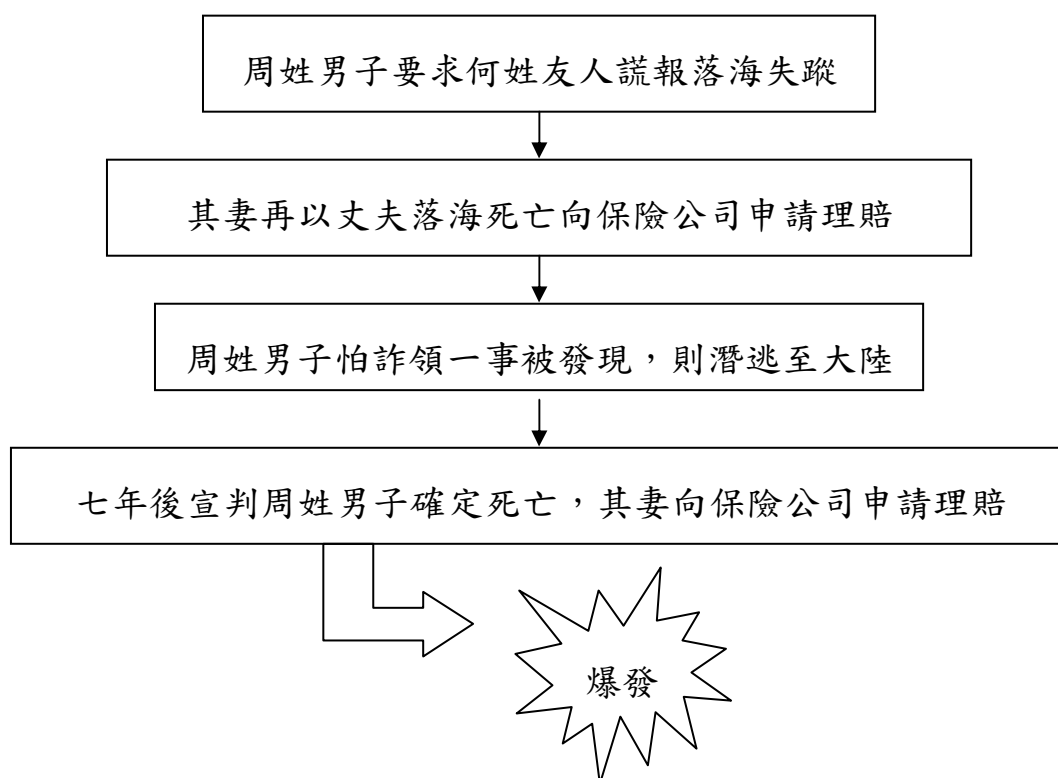 周姓男子要求何姓友人謊報落海失蹤
其妻再以丈夫落海死亡向保險公司申請理賠
周姓男子怕詐領一事被發現，則潛逃至大陸
七年後宣判周姓男子確定死亡，其妻向保險公司申請理賠
爆發